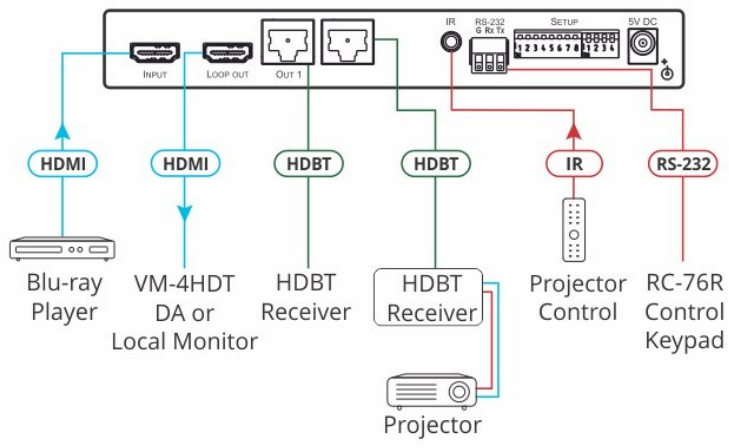 IR
RS-232
G Rx Tx
SETUP
5V DC
1 2 3 4 5 6 7 8
1 2 3 4
INPUT
LOOP OUT
OUT 1
HDMI
HDMI
HDBT
HDBT
IR
RS-232
Blu-ray
Player
VM-4HDT
DA or
Local Monitor
HDBT
Receiver
HDBT
Receiver
Projector
Control
RC-76R
Control
Keypad
Projector